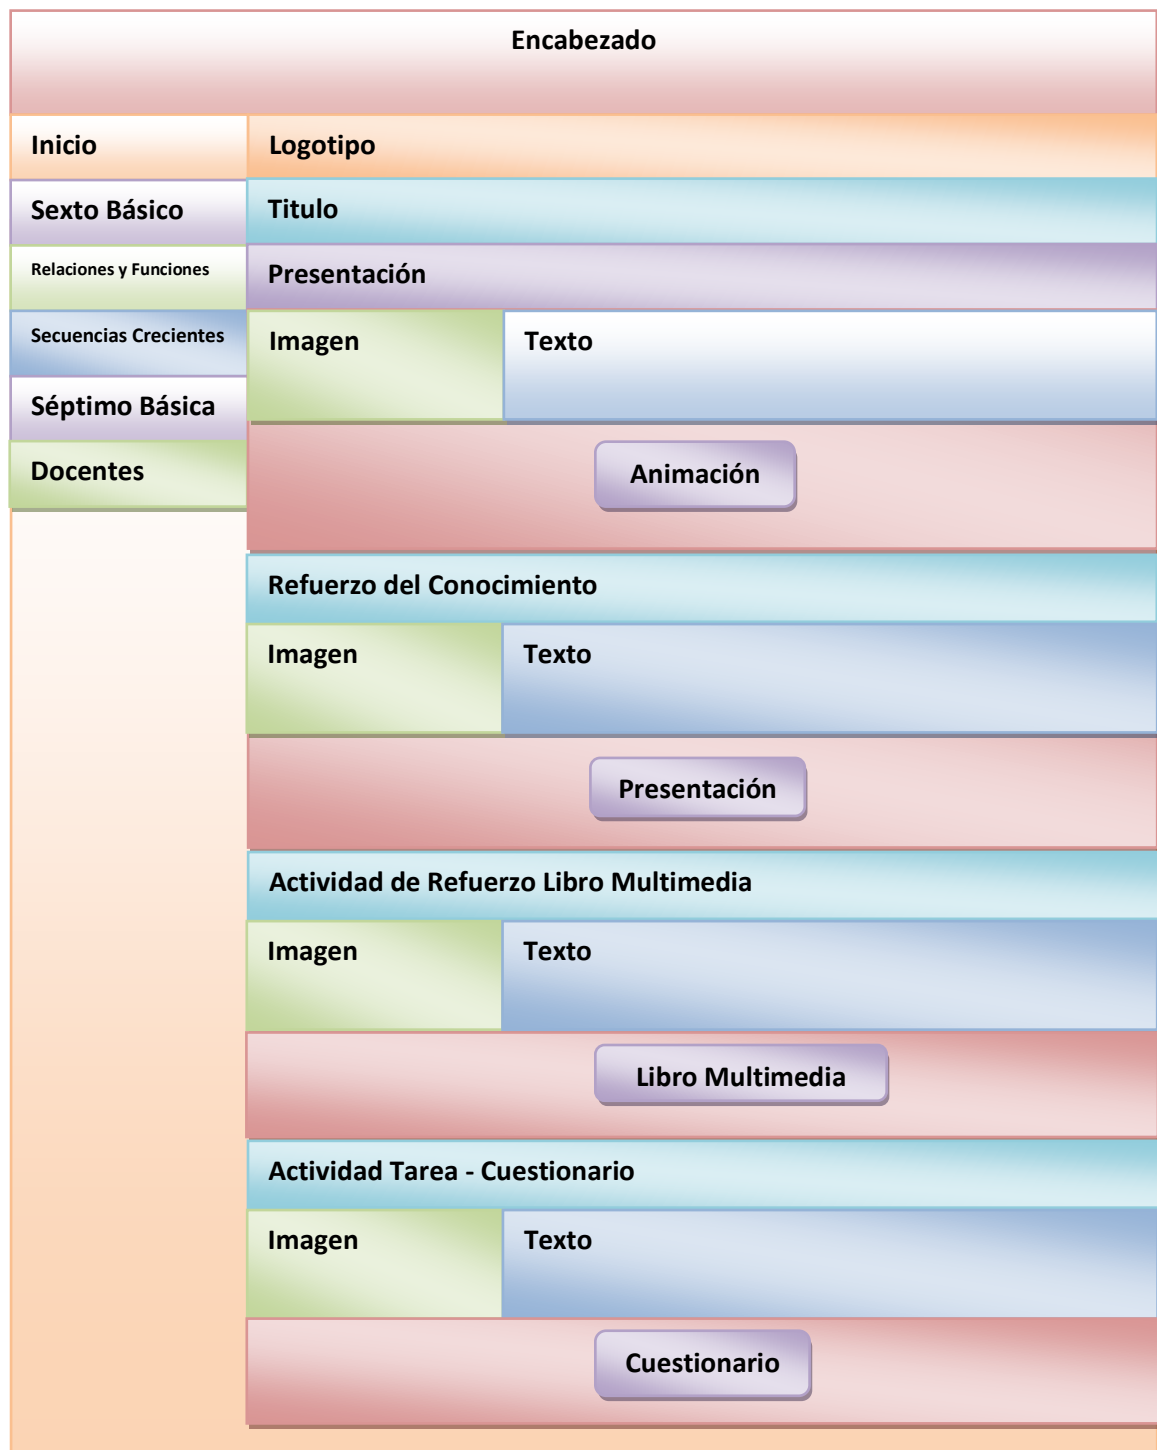 Encabezado
Inicio
Logotipo
Sexto Básico
Titulo
Relaciones y Funciones
Presentación
Secuencias Crecientes
Imagen
Texto
Séptimo Básica
Docentes
Animación
Refuerzo del Conocimiento
Imagen
Texto
Presentación
Actividad de Refuerzo Libro Multimedia
Imagen
Texto
Libro Multimedia
Actividad Tarea - Cuestionario
Imagen
Texto
Cuestionario